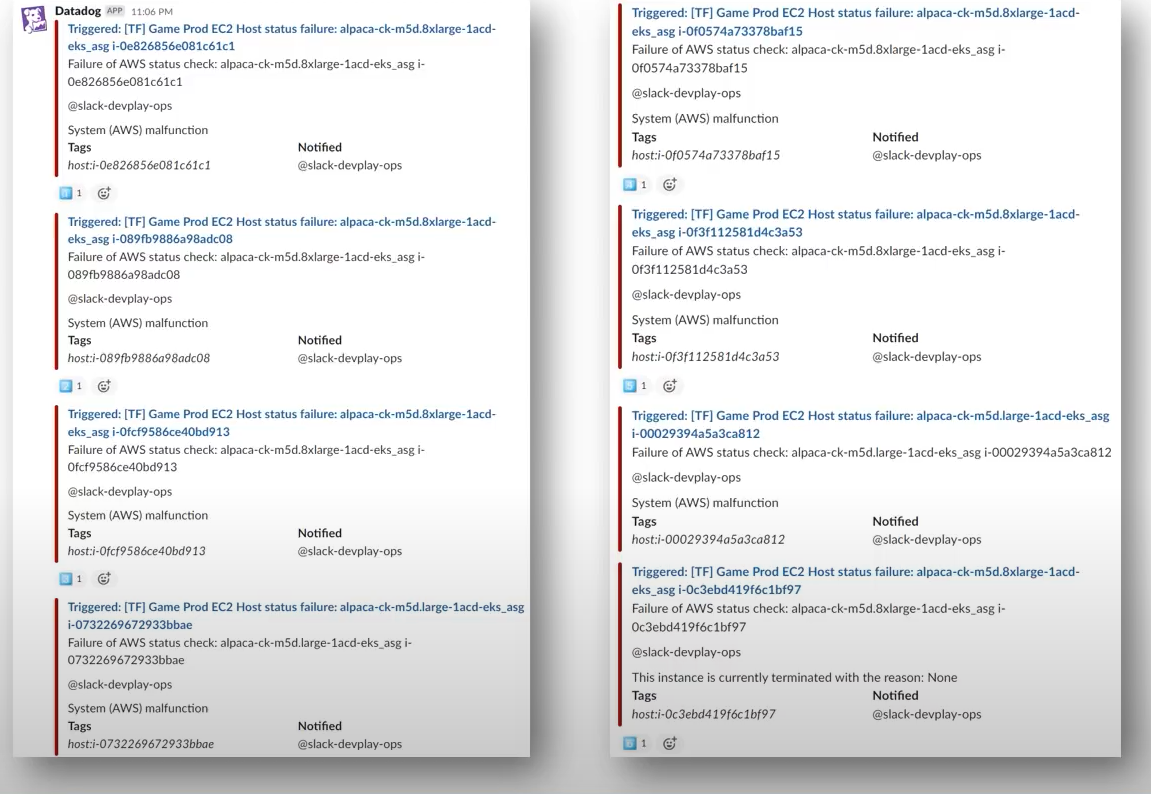 Datadog APP 11:06 PM
Triggered: [TF] Game Prod EC2 Host status failure: alpaca-ck-m5d.8xlarge-1acd-
eks_asg i-0e826856e081c61c1
Failure of AWS status check: alpaca-ck-m5d.8xlarge-1acd-eks_asg i-
0e826856e081c61c1
@slack-devplay-ops
System (AWS) malfunction
Tags Notified
host:i-0e826856e081c61c1 @slack-devplay-ops
1 1
Triggered: [TF] Game Prod EC2 Host status failure: alpaca-ck-m5d.8xlarge-1acd-
eks_asg i-089fb9886a98adc08
Failure of AWS status check: alpaca-ck-m5d.8xlarge-1acd-eks_asg i-
089fb9886a98adc08
@slack-devplay-ops
System (AWS) malfunction
Tags Notified
host:i-089fb9886a98adc08 @slack-devplay-ops
2 1
Triggered: [TF] Game Prod EC2 Host status failure: alpaca-ck-m5d.8xlarge-1acd-
eks_asg i-0fcf9586ce40bd913
Failure of AWS status check: alpaca-ck-m5d.8xlarge-1acd-eks_asg i-
0fcf9586ce40bd913
@slack-devplay-ops
System (AWS) malfunction
Tags Notified
host:i-0fcf9586ce40bd913 @slack-devplay-ops
1
Triggered: [TF] Game Prod EC2 Host status failure: alpaca-ck-m5d.large-1acd-eks_asg
i-0732269672933bbae
Failure of AWS status check: alpaca-ck-m5d.large-1acd-eks_asg i-
0732269672933bbae
@slack-devplay-ops
System (AWS) malfunction
Tags Notified
host:i-0732269672933bbae @slack-devplay-ops
Triggered: [TF] Game Prod EC2 Host status failure: alpaca-ck-m5d.8xlarge-1acd-
eks_asg i-0f0574a73378baf15
Failure of AWS status check: alpaca-ck-m5d.8xlarge-1acd-eks_asg i-
0f0574a73378baf15
@slack-devplay-ops
System (AWS) malfunction
Tags Notified
host:i-0f0574a73378baf15 @slack-devplay-ops
1
Triggered: [TF] Game Prod EC2 Host status failure: alpaca-ck-m5d.8xlarge-1acd-
eks_asg i-0f3f112581d4c3a53
Failure of AWS status check: alpaca-ck-m5d.8xlarge-1acd-eks_asg i-
0f3f112581d4c3a53
@slack-devplay-ops
System (AWS) malfunction
Tags Notified
host:i-0f3f112581d4c3a53 @slack-devplay-ops
1
Triggered: [TF] Game Prod EC2 Host status failure: alpaca-ck-m5d.large-1acd-eks_asg
i-00029394a5a3ca812
Failure of AWS status check: alpaca-ck-m5d.large-1acd-eks_asg i-00029394a5a3ca812
@slack-devplay-ops
System (AWS) malfunction
Tags Notified
host:i-00029394a5a3ca812 @slack-devplay-ops
Triggered: [TF] Game Prod EC2 Host status failure: alpaca-ck-m5d.8xlarge-1acd-
eks_asg i-0c3ebd419f6c1bf97
Failure of AWS status check: alpaca-ck-m5d.8xlarge-1acd-eks_asg i-
0c3ebd419f6c1bf97
@slack-devplay-ops
This instance is currently terminated with the reason: None
Tags Notified
host:i-0c3ebd419f6c1bf97 @slack-devplay-ops
1